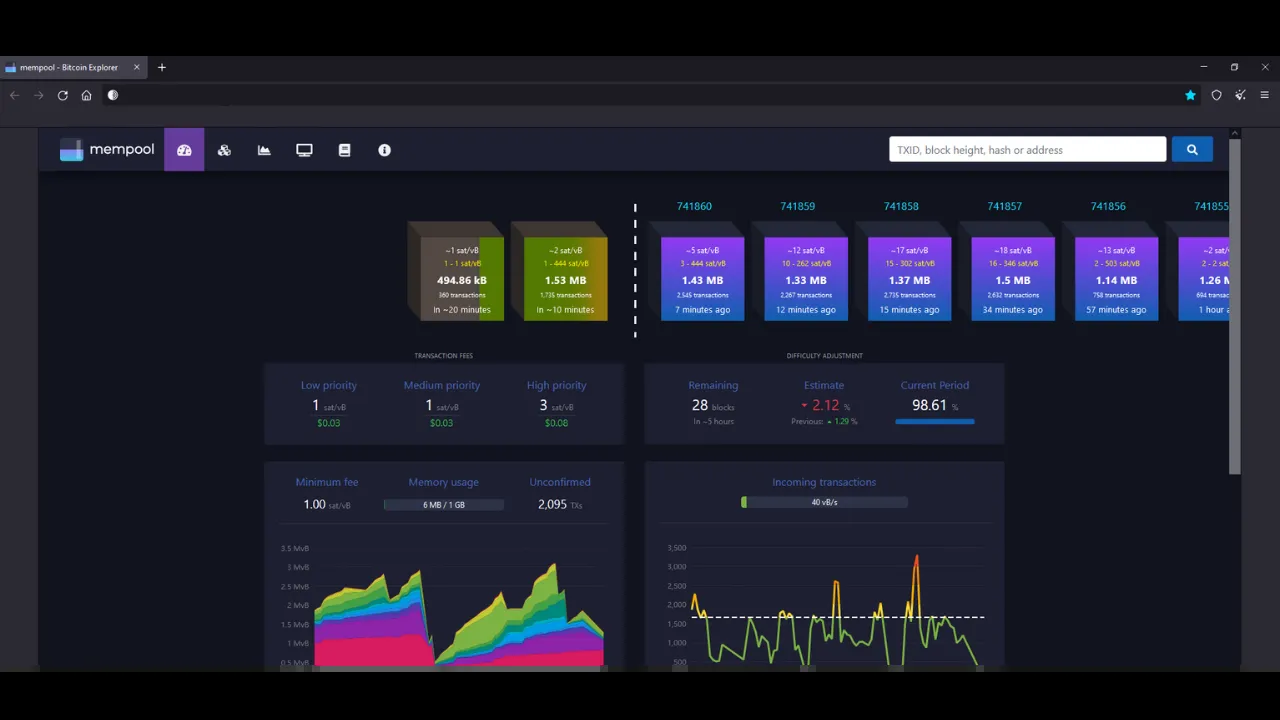 mempool - Bitcoin Explorer
mempool
TXID, block height, hash or address
741860 741859 741858 741857 741856 741855
~1 sat/vB
1 - 1 sat/vB
494.86 kB
360 transactions
In ~20 minutes
~2 sat/vB
1 - 444 sat/vB
1.53 MB
1,735 transactions
In ~10 minutes
~5 sat/vB
3 - 444 sat/vB
1.43 MB
2,545 transactions
7 minutes ago
~12 sat/vB
10 - 262 sat/vB
1.33 MB
2,267 transactions
12 minutes ago
~17 sat/vB
15 - 302 sat/vB
1.37 MB
2,735 transactions
15 minutes ago
~18 sat/vB
16 - 346 sat/vB
1.5 MB
2,632 transactions
34 minutes ago
~13 sat/vB
2 - 503 sat/vB
1.14 MB
758 transactions
57 minutes ago
~2 sat/v
2 - 2 sat/v
1.26 M
694 transac
1 hour a
TRANSACTION FEES
Low priority Medium priority High priority
1 sat/vB 1 sat/vB 3 sat/vB
$0.03 $0.03 $0.08
DIFFICULTY ADJUSTMENT
Remaining Estimate Current Period
28 blocks 2.12 % 98.61 %
In ~5 hours Previous: 1.29 %
Minimum fee Memory usage Unconfirmed
1.00 sat/vB 6 MB / 1 GB 2,095 TXs
3.5 MvB
3 MvB
2.5 MvB
2 MvB
1.5 MvB
1 MvB
0.5 MvB
Incoming transactions
40 vB/s
3,500
3,000
2,500
2,000
1,500
1,000
500